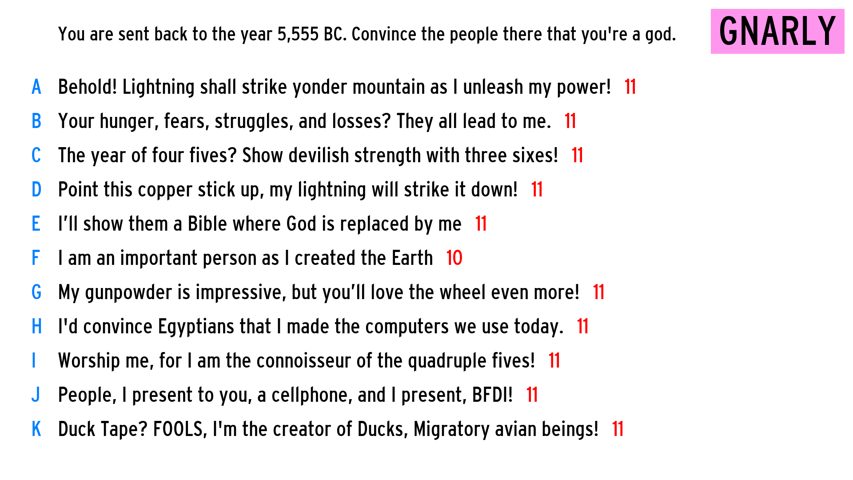 You are sent back to the year 5,555 BC. Convince the people there that you're a god. GNARLY
A Behold! Lightning shall strike yonder mountain as I unleash my power! 11
B Your hunger, fears, struggles, and losses? They all lead to me. 11
C The year of four fives? Show devilish strength with three sixes! 11
D Point this copper stick up, my lightning will strike it down! 11
E I’ll show them a Bible where God is replaced by me 11
F I am an important person as I created the Earth 10
G My gunpowder is impressive, but you’ll love the wheel even more! 11
H I'd convince Egyptians that I made the computers we use today. 11
I Worship me, for I am the connoisseur of the quadruple fives! 11
J People, I present to you, a cellphone, and I present, BFDI! 11
K Duck Tape? FOOLS, I'm the creator of Ducks, Migratory avian beings! 11